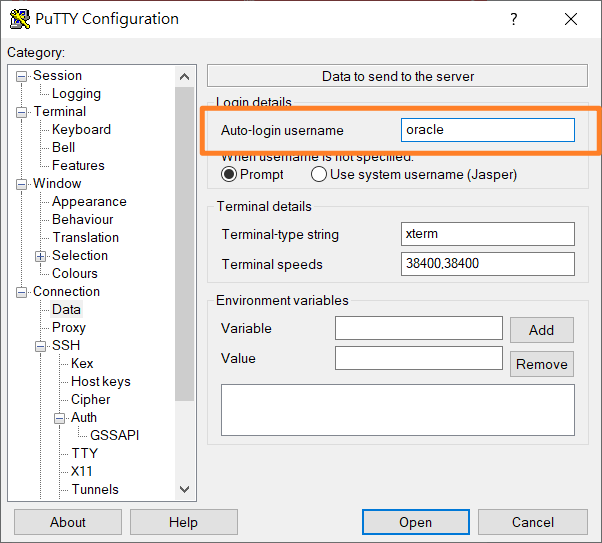 PuTTY Configuration
?
Category:
Session
Logging
Terminal
Keyboard
Bell
Features
Window
Appearance
Behaviour
Translation
Selection
Colours
Connection
Data
Proxy
SSH
Kex
Host keys
Cipher
Auth
GSSAPI
TTY
X11
Tunnels
Data to send to the server
Login details
Auto-login username oracle
When username is not specified:
Prompt Use system username (Jasper)
Terminal details
Terminal-type string xterm
Terminal speeds 38400,38400
Environment variables
Variable Add
Value Remove
About Help Open Cancel